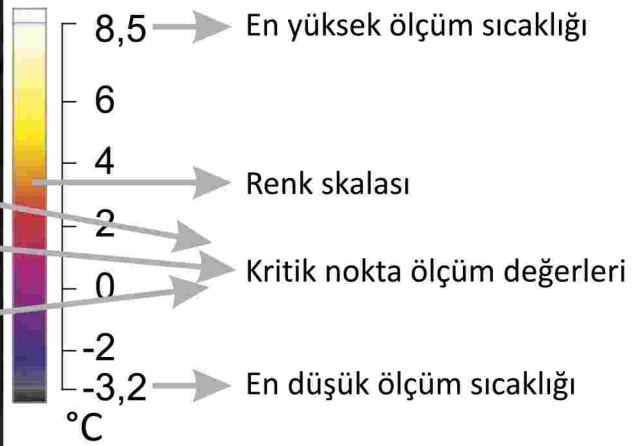 8,5 En yüksek ölçüm sıcaklığı
6
4
Renk skalası
2
Kritik nokta ölçüm değerleri
0
-2
-3,2 En düşük ölçüm sıcaklığı
°C